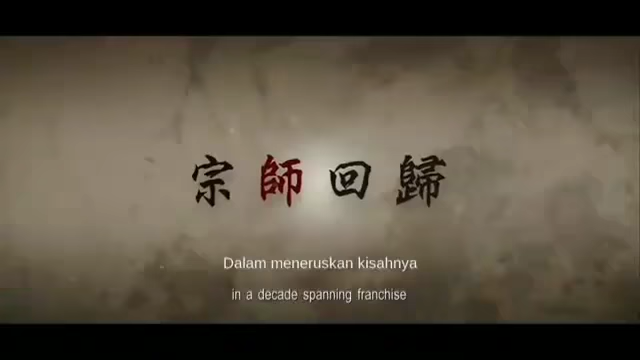 宗師回歸
Dalam meneruskan kisahnya
in a decade spanning franchise